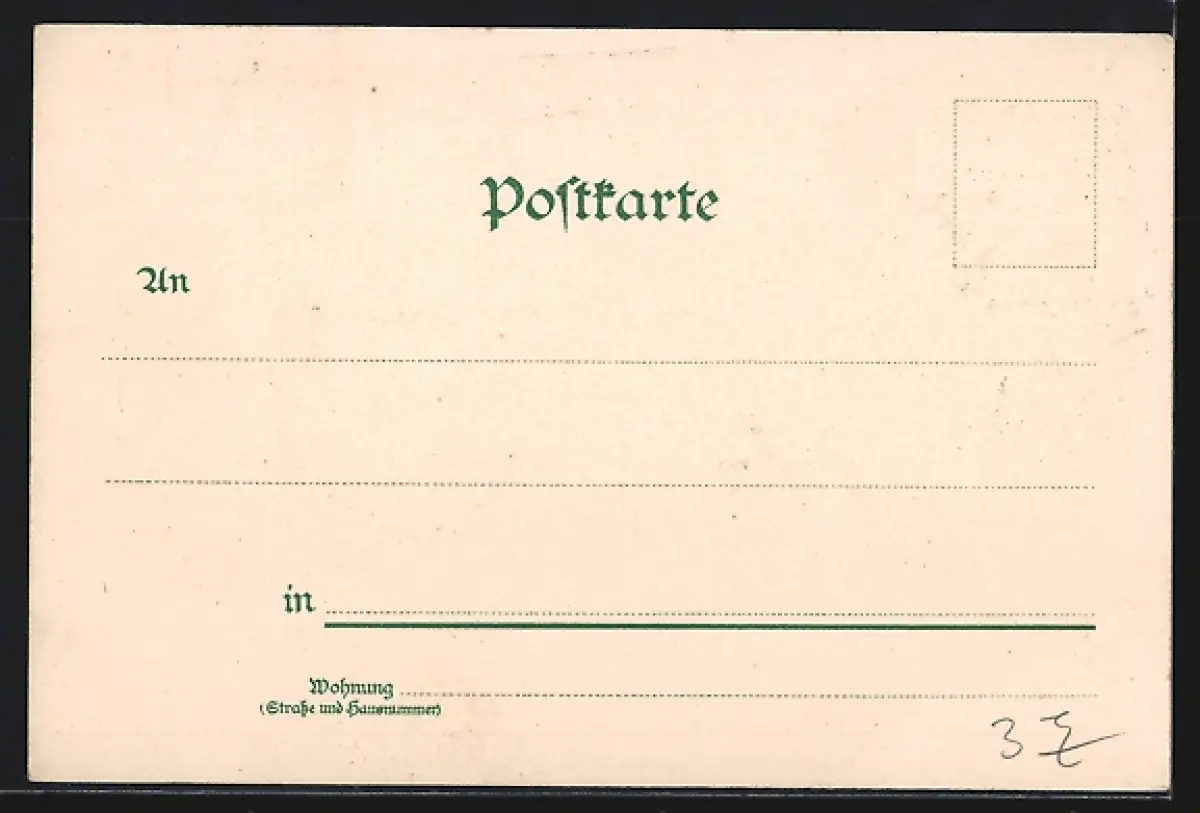 Poſtkarte
An
in
Wohnung
(Straße und Hausnummer)
3